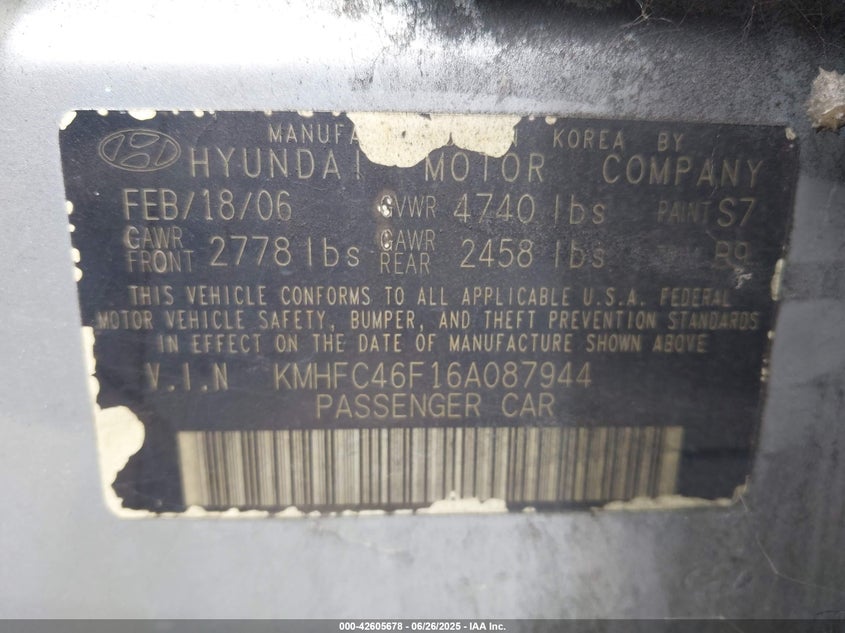 MANUFA KOREA BY
HYUNDAI MOTOR COMPANY
FEB/18/06 GVWR 4740 lbs PAINT S7
GAWR FRONT 2778 lbs GAWR REAR 2458 lbs B9
THIS VEHICLE CONFORMS TO ALL APPLICABLE U.S.A. FEDERAL
MOTOR VEHICLE SAFETY, BUMPER, AND THEFT PREVENTION STANDARDS
IN EFFECT ON THE DATE OF MANUFACTURE SHOWN ABOVE
V.I.N KMHFC46F16A087944
PASSENGER CAR
000-42605678 - 06/26/2025 - IAA Inc.